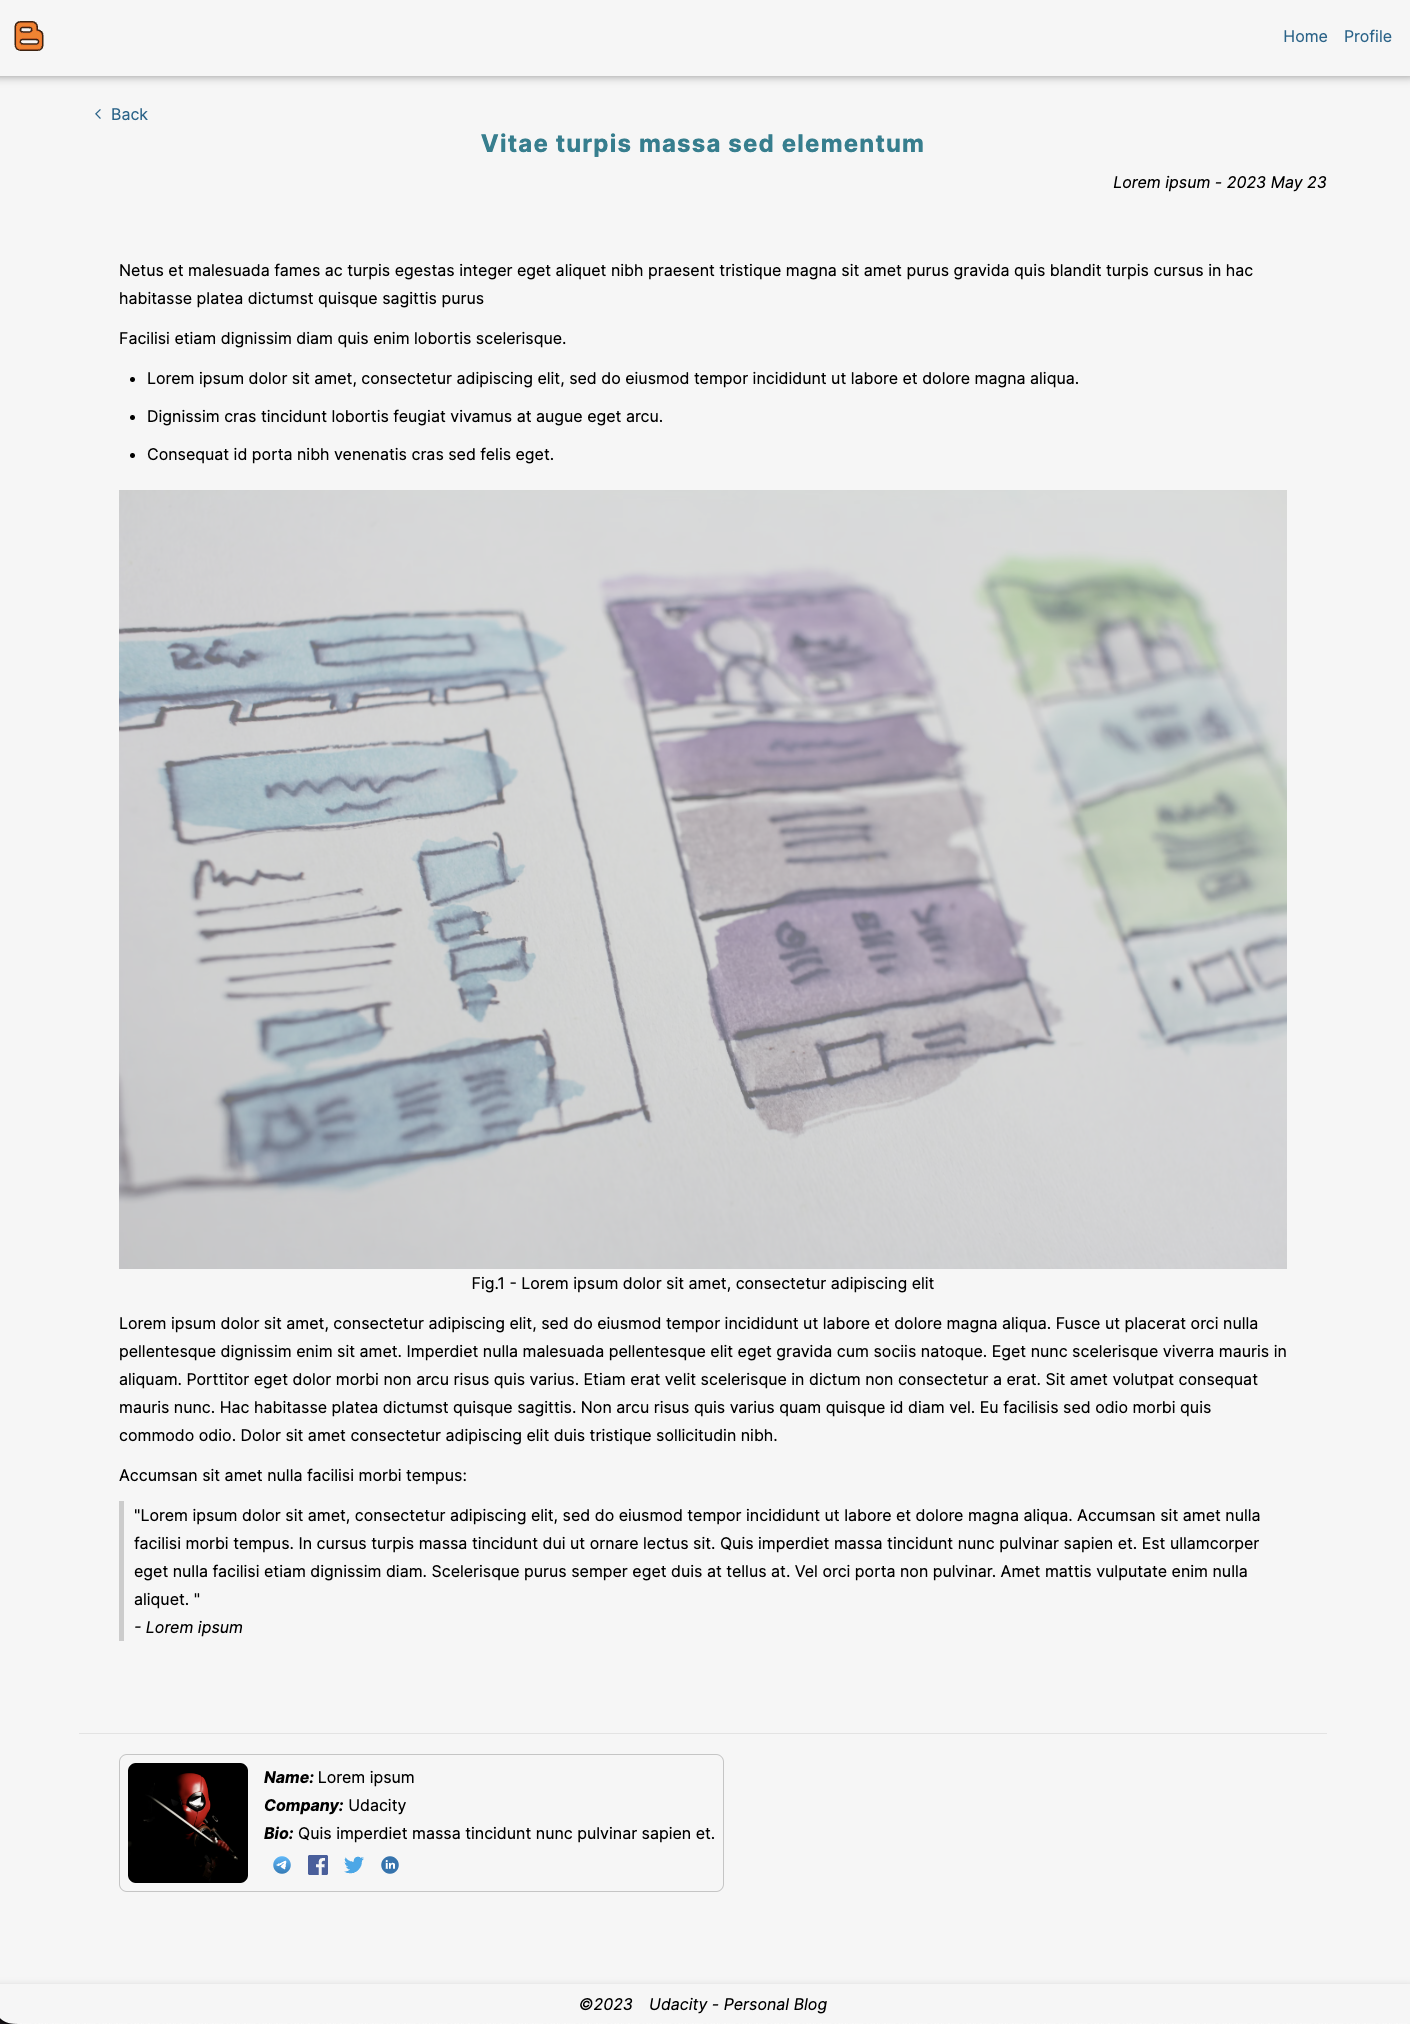 Home Profile
Back
Vitae turpis massa sed elementum
Lorem ipsum - 2023 May 23
Netus et malesuada fames ac turpis egestas integer eget aliquet nibh praesent tristique magna sit amet purus gravida quis blandit turpis cursus in hac
habitasse platea dictumst quisque sagittis purus
Facilisi etiam dignissim diam quis enim lobortis scelerisque.
• Lorem ipsum dolor sit amet, consectetur adipiscing elit, sed do eiusmod tempor incididunt ut labore et dolore magna aliqua.
• Dignissim cras tincidunt lobortis feugiat vivamus at augue eget arcu.
• Consequat id porta nibh venenatis cras sed felis eget.
Fig.1 - Lorem ipsum dolor sit amet, consectetur adipiscing elit
Lorem ipsum dolor sit amet, consectetur adipiscing elit, sed do eiusmod tempor incididunt ut labore et dolore magna aliqua. Fusce ut placerat orci nulla
pellentesque dignissim enim sit amet. Imperdiet nulla malesuada pellentesque elit eget gravida cum sociis natoque. Eget nunc scelerisque viverra mauris in
aliquam. Porttitor eget dolor morbi non arcu risus quis varius. Etiam erat velit scelerisque in dictum non consectetur a erat. Sit amet volutpat consequat
mauris nunc. Hac habitasse platea dictumst quisque sagittis. Non arcu risus quis varius quam quisque id diam vel. Eu facilisis sed odio morbi quis
commodo odio. Dolor sit amet consectetur adipiscing elit duis tristique sollicitudin nibh.
Accumsan sit amet nulla facilisi morbi tempus:
"Lorem ipsum dolor sit amet, consectetur adipiscing elit, sed do eiusmod tempor incididunt ut labore et dolore magna aliqua. Accumsan sit amet nulla
facilisi morbi tempus. In cursus turpis massa tincidunt dui ut ornare lectus sit. Quis imperdiet massa tincidunt nunc pulvinar sapien et. Est ullamcorper
eget nulla facilisi etiam dignissim diam. Scelerisque purus semper eget duis at tellus at. Vel orci porta non pulvinar. Amet mattis vulputate enim nulla
aliquet. "
- Lorem ipsum
Name: Lorem ipsum
Company: Udacity
Bio: Quis imperdiet massa tincidunt nunc pulvinar sapien et.
©2023 Udacity - Personal Blog